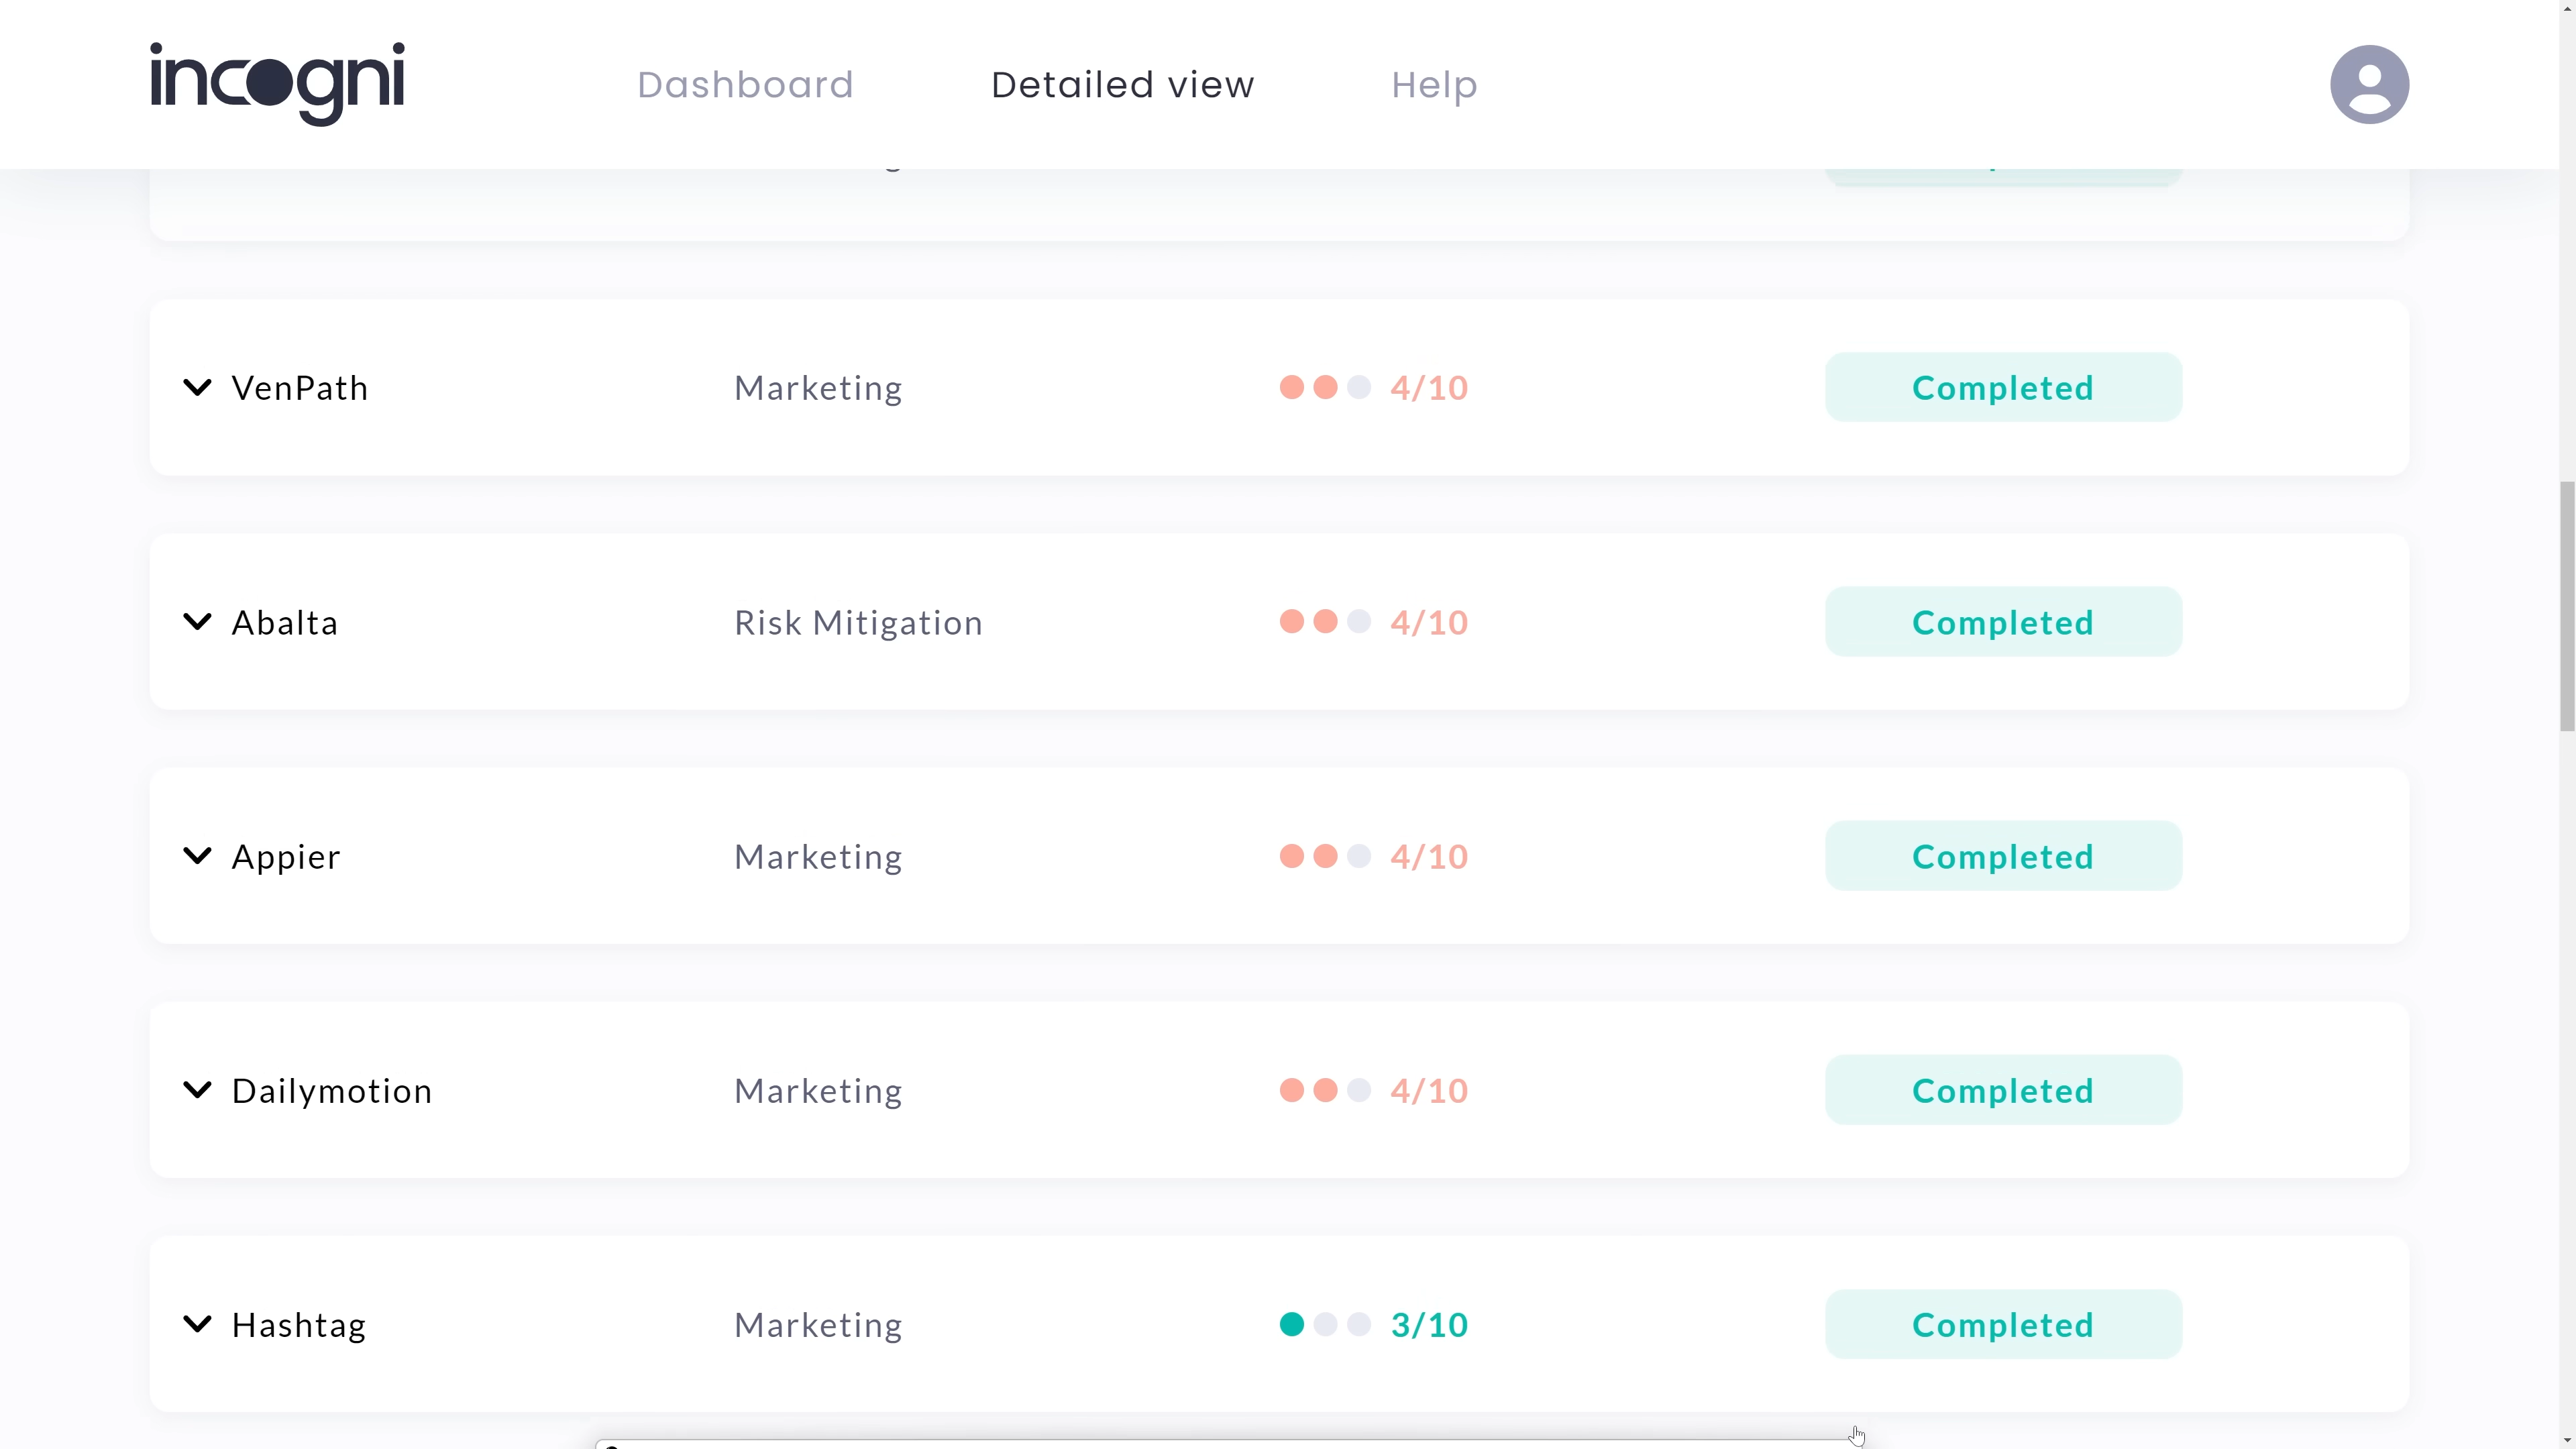 incogni Dashboard Detailed view Help
VenPath Marketing 4/10 Completed
Abalta Risk Mitigation 4/10 Completed
Appier Marketing 4/10 Completed
Dailymotion Marketing 4/10 Completed
Hashtag Marketing 3/10 Completed